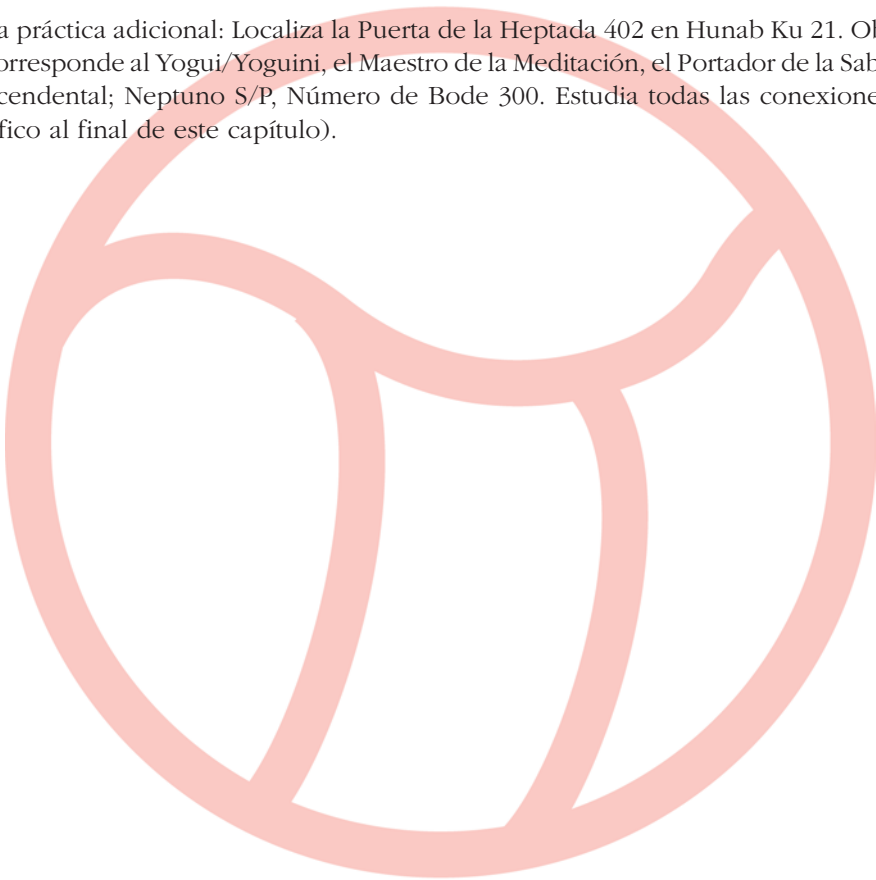 a práctica adicional: Localiza la Puerta de la Heptada 402 en Hunab Ku 21. Ob
orresponde al Yogui/Yoguini, el Maestro de la Meditación, el Portador de la Sab
cendental; Neptuno S/P, Número de Bode 300. Estudia todas las conexione
fico al final de este capítulo).